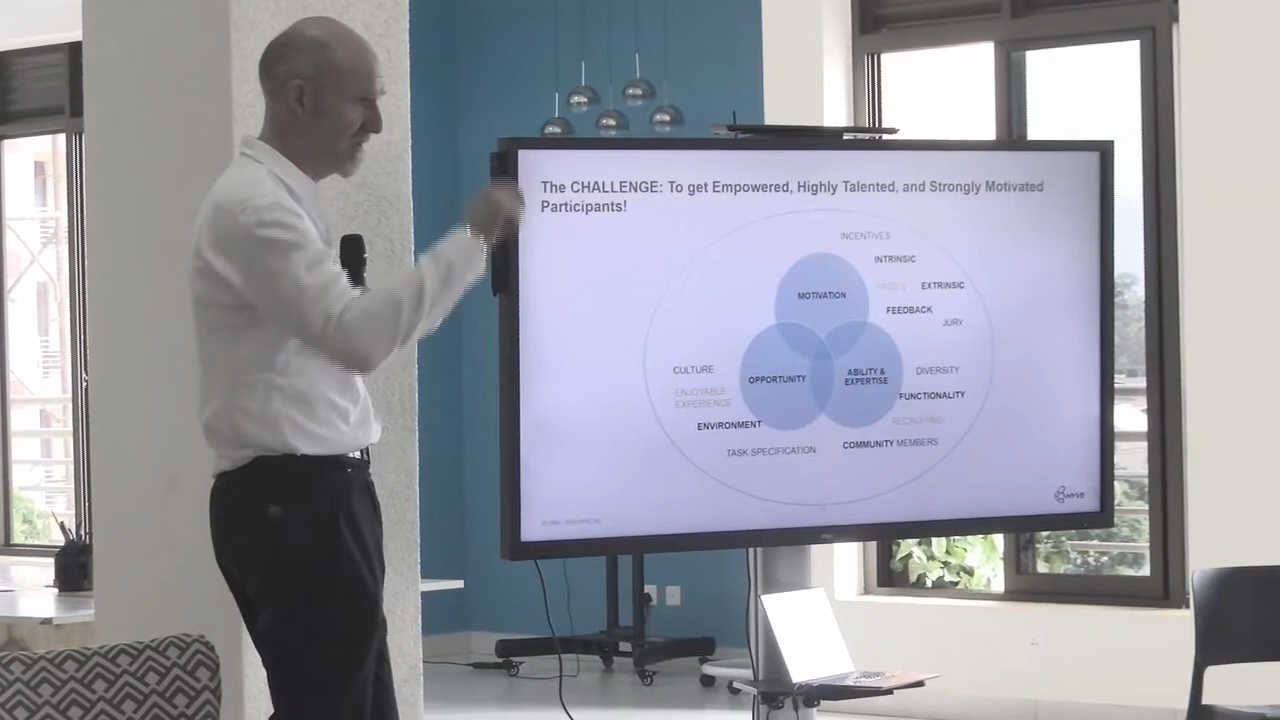 The CHALLENGE: To get Empowered, Highly Talented, and Strongly Motivated
Participants!
INCENTIVES
INTRINSIC
MOTIVATION
EXTRINSIC
FEEDBACK
JURY
CULTURE
DIVERSITY
OPPORTUNITY
ABILITY &
EXPERTISE
ENJOYABLE
EXPERIENCE
FUNCTIONALITY
RECRUITING
ENVIRONMENT
COMMUNITY MEMBERS
TASK SPECIFICATION
HYVE